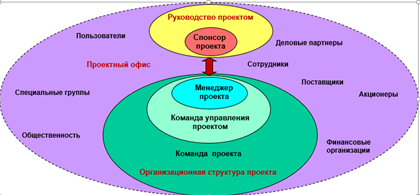 Руководство проектом
Пользователи
Спонсор
проекта
Деловые партнеры
Проектный офис
Сотрудники
Поставщики
Специальные группы
Менеджер
проекта
Акционеры
Команда управления
проектом
Общественность
Финансовые
организации
Команда проекта
Организационная структура проекта